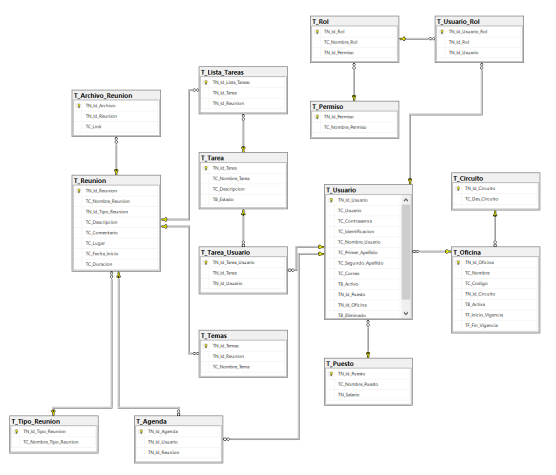 T_Rol
TN_Id_Rol
TC_Nombre_Rol
TN_Id_Permiso
T_Usuario_Rol
TN_Id_Usuario_Rol
TN_Id_Rol
TN_Id_Usuario
T_Lista_Tareas
TN_Id_Lista_Tareas
TN_Id_Tarea
TN_Id_Reunion
T_Archivo_Reunion
TN_Id_Archivo
TN_Id_Reunion
TC_Link
T_Permiso
TN_Id_Permiso
TC_Nombre_Permiso
T_Tarea
TN_Id_Tarea
TC_Nombre_Tarea
TC_Descripcion
TB_Estado
T_Reunion
TN_Id_Reunion
TC_Nombre_Reunion
TN_Id_Tipo_Reunion
TC_Descripcion
TC_Comentario
TC_Lugar
TC_Fecha_Inicio
TC_Duracion
T_Usuario
TN_Id_Usuario
TC_Usuario
TC_Contrasenia
TC_Identificacion
TC_Nombre_Usuario
TC_Primer_Apellido
TC_Segundo_Apellido
TC_Correo
TB_Activo
TN_Id_Puesto
TN_Id_Oficina
TB_Eliminado
T_Circuito
TN_Id_Circuito
TC_Des_Circuito
T_Tarea_Usuario
TN_Id_Tarea_Usuario
TN_Id_Tarea
TN_Id_Usuario
T_Oficina
TN_Id_Oficina
TC_Nombre
TC_Codigo
TN_Id_Circuito
TB_Activa
TF_Inicio_Vigencia
TF_Fin_Vigencia
T_Temas
TN_Id_Temas
TN_Id_Reunion
TC_Nombre_Tema
T_Puesto
TN_Id_Puesto
TC_Nombre_Puesto
TN_Salario
T_Tipo_Reunion
TN_Id_Tipo_Reunion
TC_Nombre_Tipo_Reunion
T_Agenda
TN_Id_Agenda
TN_Id_Usuario
TN_Id_Reunion